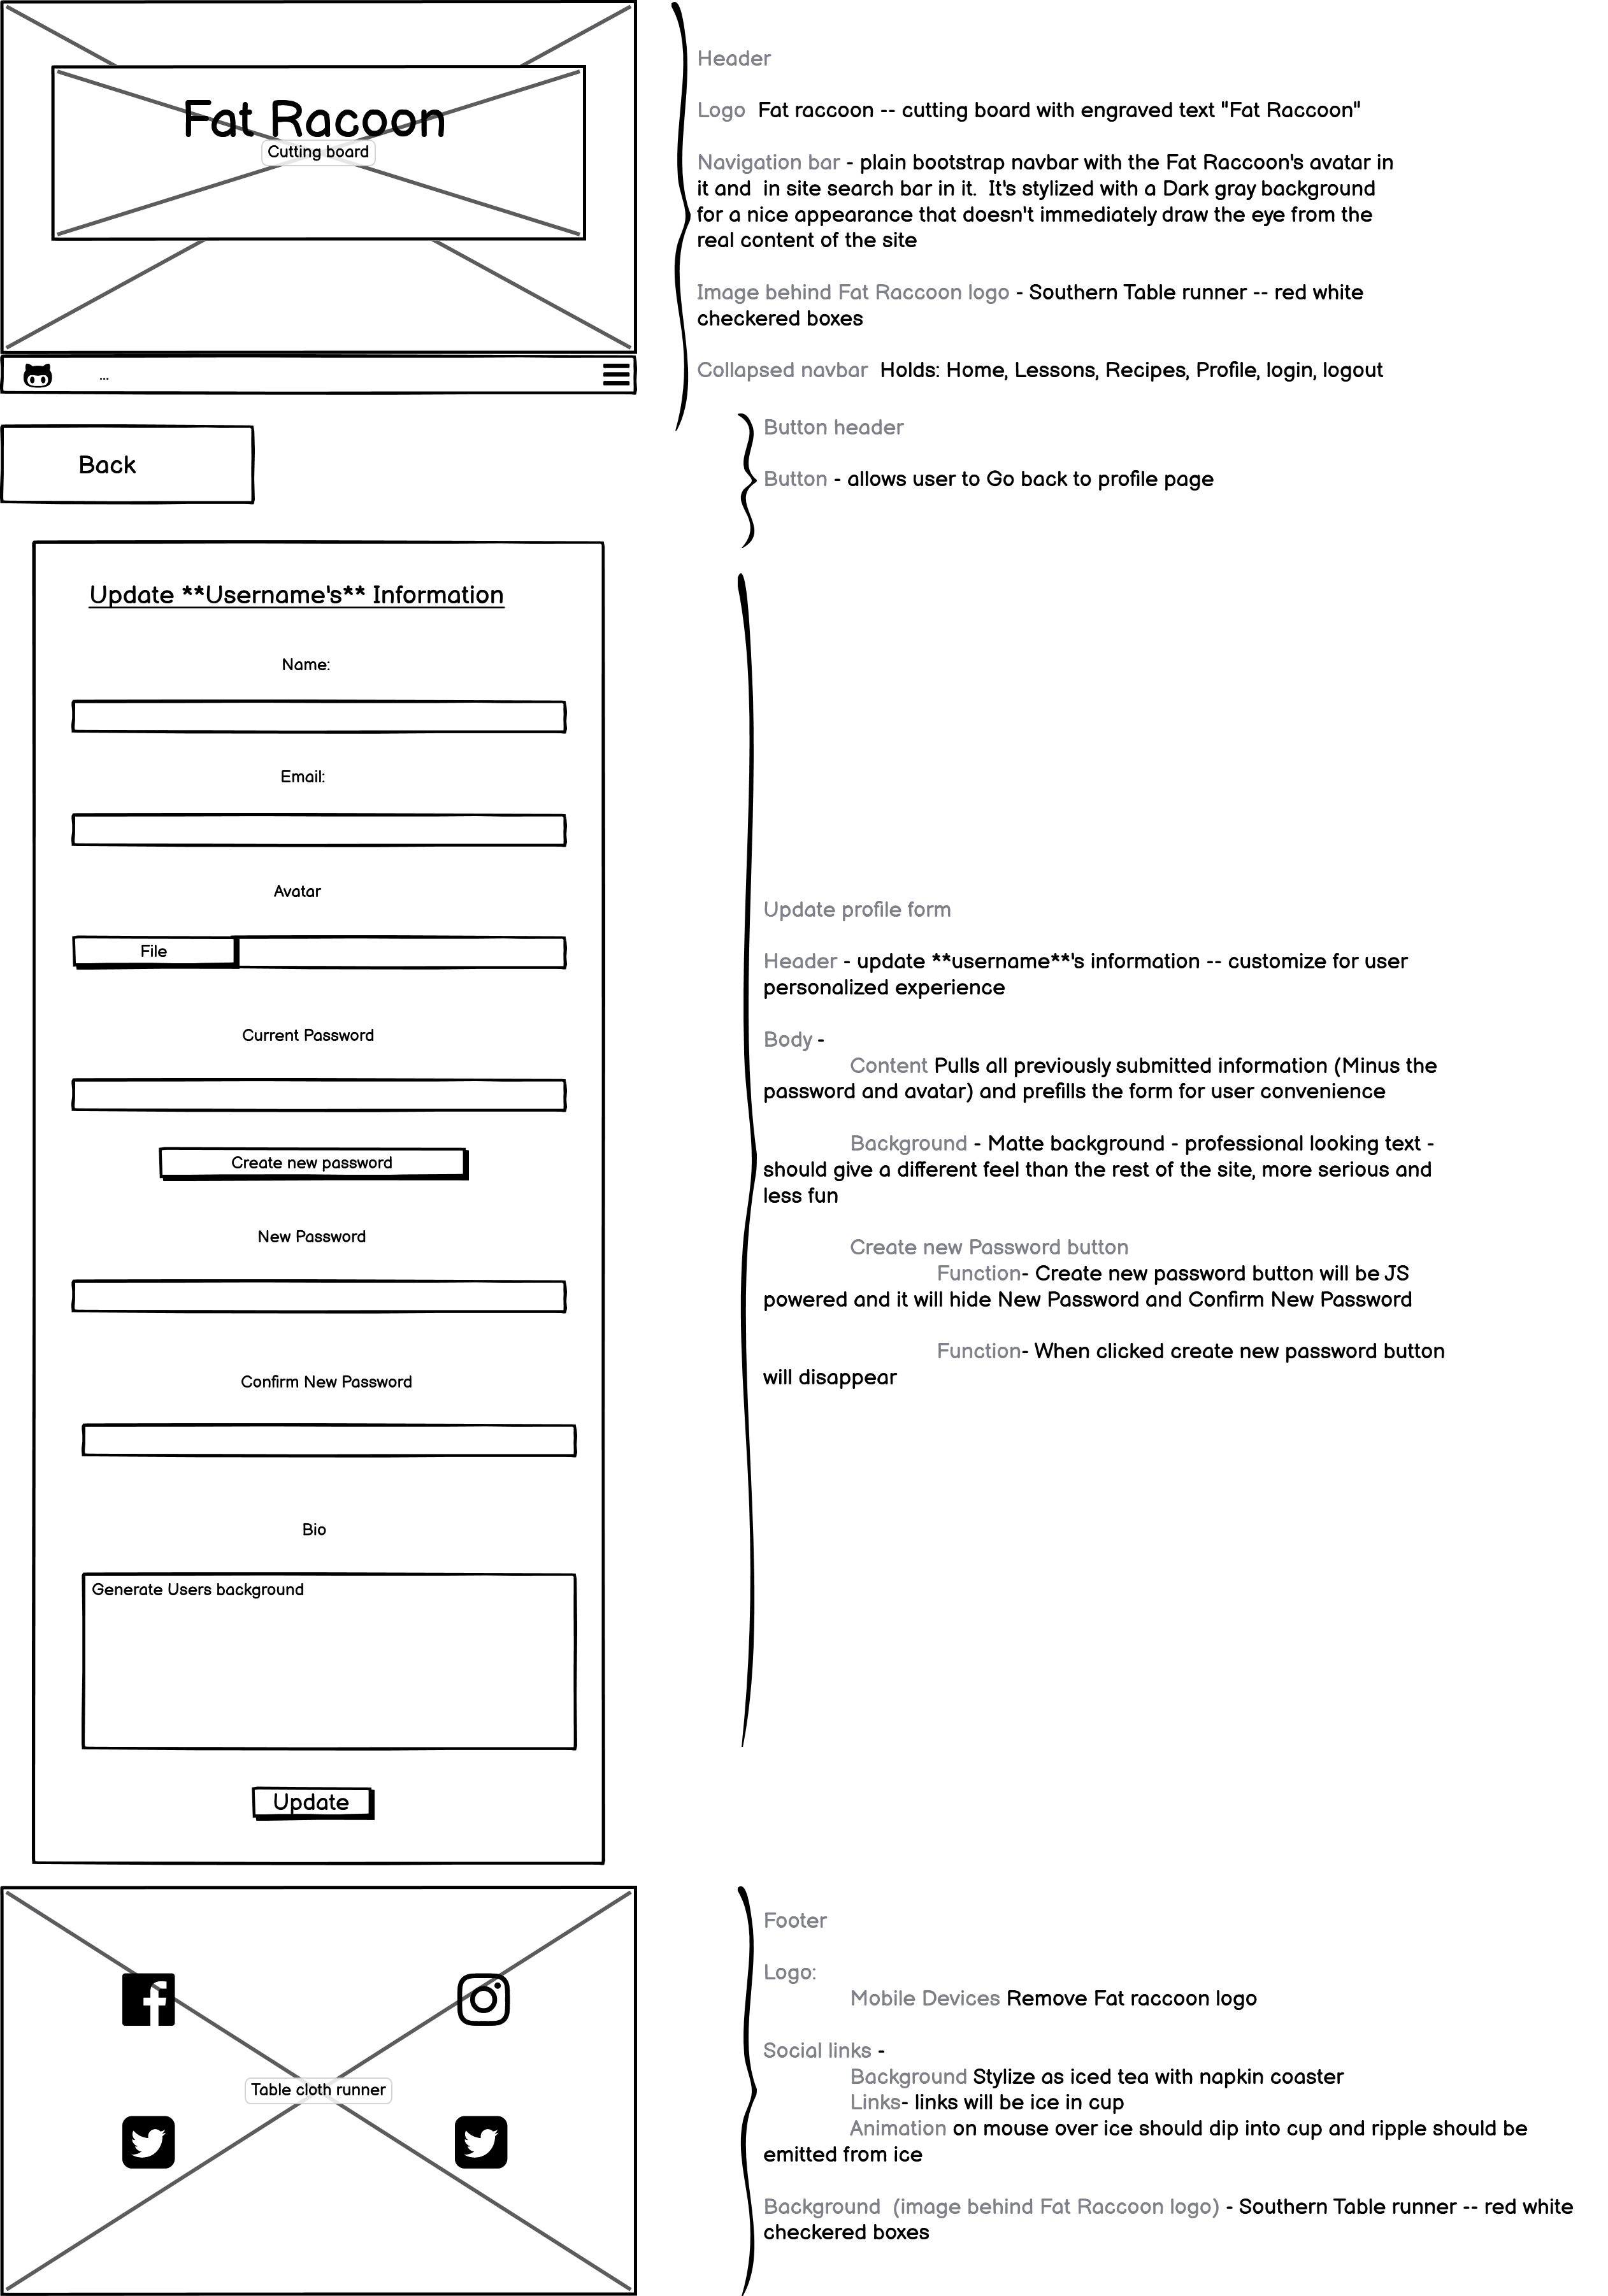 Fat Racoon
Cutting board
...
Header
Logo  Fat raccoon -- cutting board with engraved text "Fat Raccoon"
Navigation bar - plain bootstrap navbar with the Fat Raccoon's avatar in
it and  in site search bar in it.  It's stylized with a Dark gray background
for a nice appearance that doesn't immediately draw the eye from the
real content of the site
Image behind Fat Raccoon logo - Southern Table runner -- red white
checkered boxes
Collapsed navbar  Holds: Home, Lessons, Recipes, Profile, login, logout
Back
Button header
Button - allows user to Go back to profile page
Update **Username's** Information
Name:
Email:
Avatar
File
Current Password
Create new password
New Password
Confirm New Password
Bio
Generate Users background
Update
Update profile form
Header - update **username**'s information -- customize for user
personalized experience
Body -
Content Pulls all previously submitted information (Minus the
password and avatar) and prefills the form for user convenience
Background - Matte background - professional looking text -
should give a different feel than the rest of the site, more serious and
less fun
Create new Password button
Function- Create new password button will be JS
powered and it will hide New Password and Confirm New Password
Function- When clicked create new password button
will disappear
Table cloth runner
Footer
Logo:
Mobile Devices Remove Fat raccoon logo
Social links -
Background Stylize as iced tea with napkin coaster
Links- links will be ice in cup
Animation on mouse over ice should dip into cup and ripple should be
emitted from ice
Background  (image behind Fat Raccoon logo) - Southern Table runner -- red white
checkered boxes